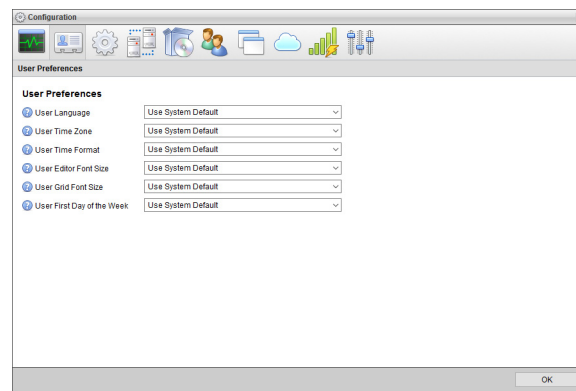 Configuration
User Preferences
User Preferences
User Language Use System Default
User Time Zone Use System Default
User Time Format Use System Default
User Editor Font Size Use System Default
User Grid Font Size Use System Default
User First Day of the Week Use System Default
OK